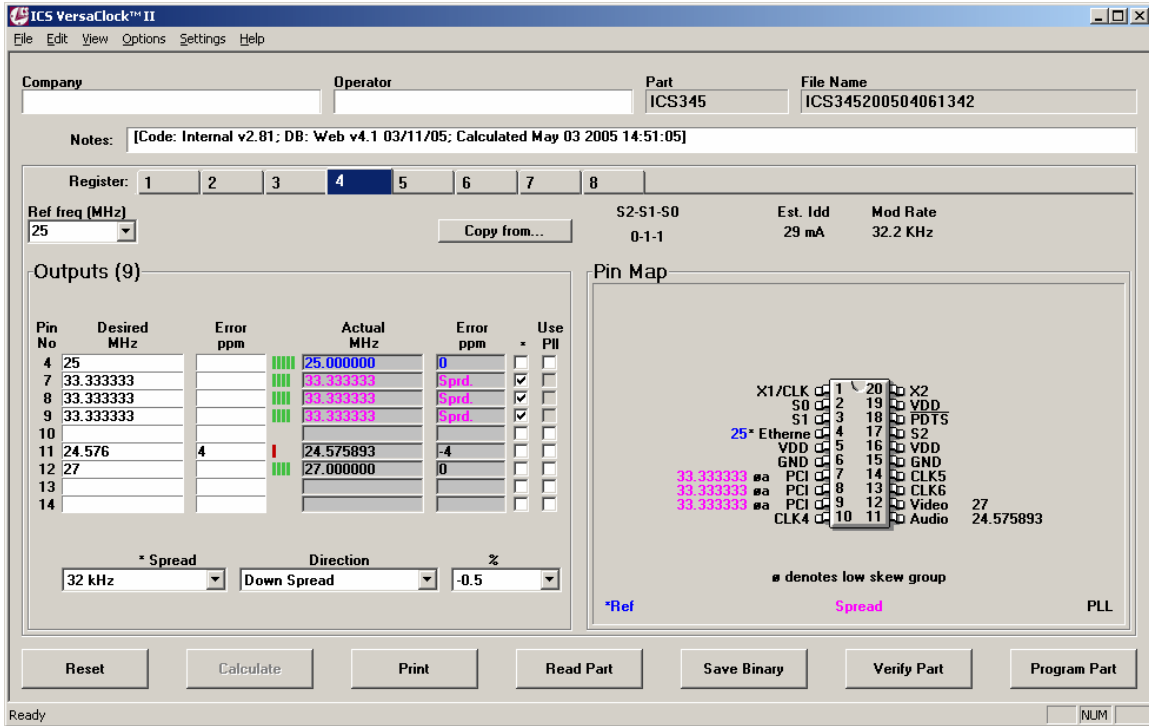 ICS VersaClock™ II
File Edit View Options Settings Help
Company Operator Part File Name
ICS345 ICS345200504061342
Notes: [Code: Internal v2.81; DB: Web v4.1 03/11/05; Calculated May 03 2005 14:51:05]
Register: 1 2 3 4 5 6 7 8
Ref freq (MHz) S2-S1-S0 Est. Idd Mod Rate
25 Copy from... 0-1-1 29 mA 32.2 KHz
Outputs (9)
Pin No Desired MHz Error ppm Actual MHz Error ppm * Use Pll
4 25 25.000000 0
7 33.333333 33.333333 Sprd.
8 33.333333 33.333333 Sprd.
9 33.333333 33.333333 Sprd.
10
11 24.576 4 24.575893 -4
12 27 27.000000 0
13
14
* Spread Direction %
32 kHz Down Spread -0.5
Pin Map
X1/CLK 1 20 X2
S0 2 19 VDD
S1 3 18 PDTS
25* Etherne 4 17 S2
VDD 5 16 VDD
GND 6 15 GND
33.333333 øa PCI 7 14 CLK5
33.333333 øa PCI 8 13 CLK6
33.333333 øa PCI 9 12 Video 27
CLK4 10 11 Audio 24.575893
ø denotes low skew group
*Ref Spread PLL
Reset Calculate Print Read Part Save Binary Verify Part Program Part
Ready NUM